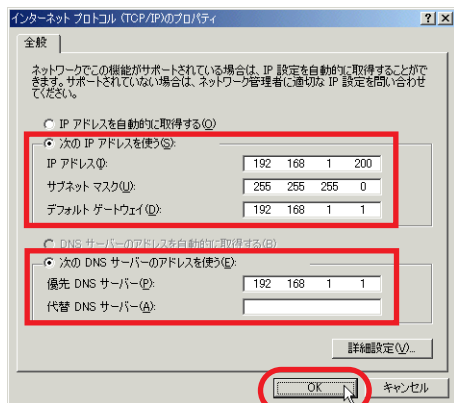 インターネット プロトコル (TCP/IP)のプロパティ
? ×
全般
ネットワークでこの機能がサポートされている場合は、IP 設定を自動的に取得することがで
きます。サポートされていない場合は、ネットワーク管理者に適切な IP 設定を問い合わせ
てください。
IP アドレスを自動的に取得する(O)
次の IP アドレスを使う(S):
IP アドレス(I): 192 168 1 200
サブネット マスク(U): 255 255 255 0
デフォルト ゲートウェイ(D): 192 168 1 1
DNS サーバーのアドレスを自動的に取得する(B)
次の DNS サーバーのアドレスを使う(E):
優先 DNS サーバー(P): 192 168 1 1
代替 DNS サーバー(A):
詳細設定(V)...
OK キャンセル